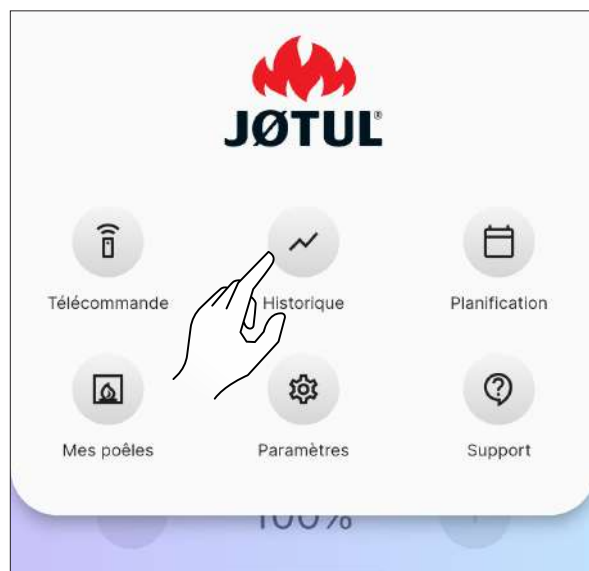 JØTUL®
Télécommande Historique Planification
Mes poêles Paramètres Support
100%